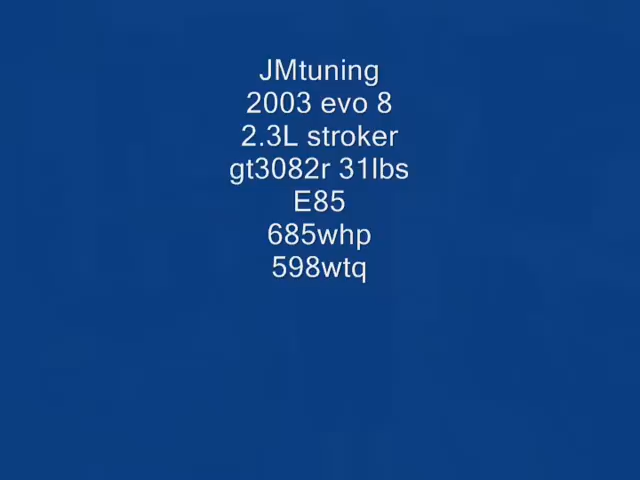 JMtuning
2003 evo 8
2.3L stroker
gt3082r 31lbs
E85
685whp
598wtq